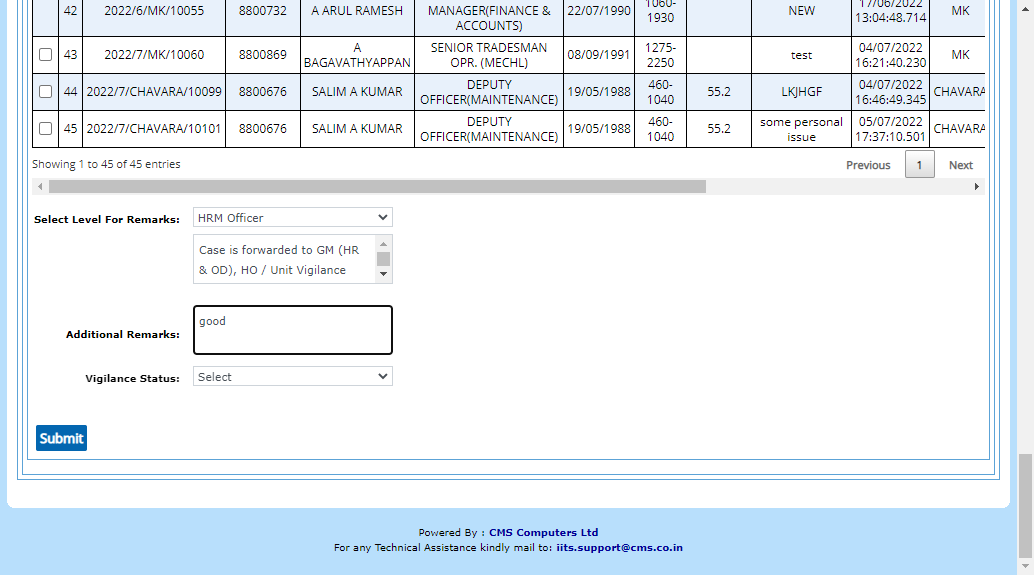 42 2022/6/MK/10055 8800732 A ARUL RAMESH MANAGER(FINANCE & ACCOUNTS) 22/07/1990 1060-1930 NEW 17/06/2022 13:04:48.714 MK
43 2022/7/MK/10060 8800869 A BAGAVATHYAPPAN SENIOR TRADESMAN OPR. (MECHL) 08/09/1991 1275-2250 test 04/07/2022 16:21:40.230 MK
44 2022/7/CHAVARA/10099 8800676 SALIM A KUMAR DEPUTY OFFICER(MAINTENANCE) 19/05/1988 460-1040 55.2 LKJHGF 04/07/2022 16:46:49.345 CHAVARA
45 2022/7/CHAVARA/10101 8800676 SALIM A KUMAR DEPUTY OFFICER(MAINTENANCE) 19/05/1988 460-1040 55.2 some personal issue 05/07/2022 17:37:10.501 CHAVARA
Showing 1 to 45 of 45 entries Previous 1 Next
Select Level For Remarks: HRM Officer
Case is forwarded to GM (HR
& OD), HO / Unit Vigilance
Additional Remarks: good
Vigilance Status: Select
Submit
Powered By : CMS Computers Ltd
For any Technical Assistance kindly mail to: iits.support@cms.co.in